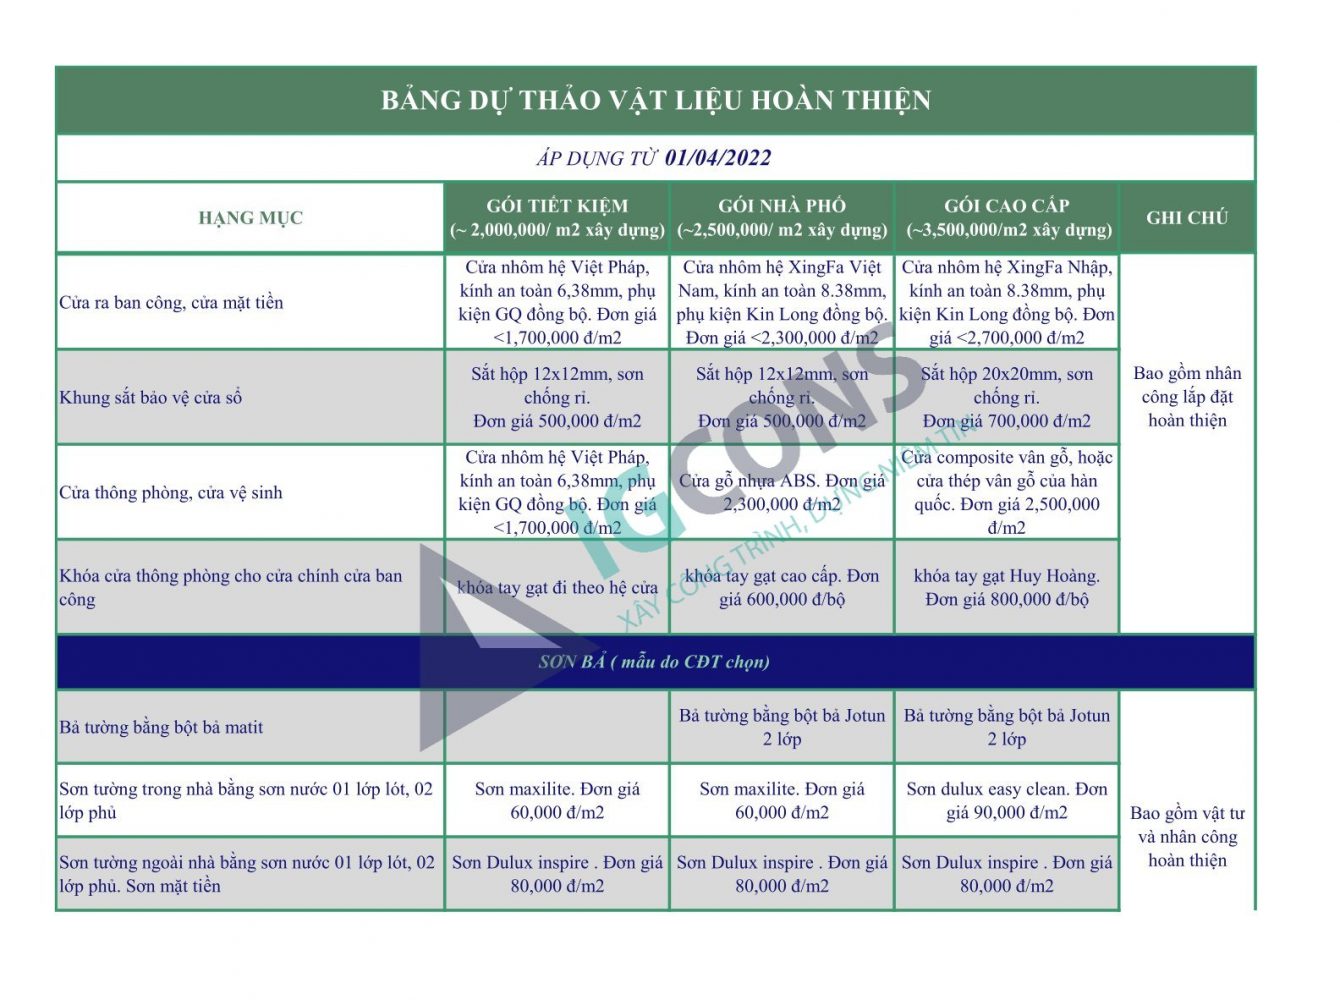 BẢNG DỰ THẢO VẬT LIỆU HOÀN THIỆN
ÁP DỤNG TỪ 01/04/2022
HẠNG MỤC
GÓI TIẾT KIỆM
(~ 2,000,000/ m2 xây dựng)
GÓI NHÀ PHỐ
(~2,500,000/ m2 xây dựng)
GÓI CAO CẤP
(~3,500,000/m2 xây dựng)
GHI CHÚ
Cửa ra ban công, cửa mặt tiền
Cửa nhôm hệ Việt Pháp,
kính an toàn 6,38mm, phụ
kiện GQ đồng bộ. Đơn giá
<1,700,000 đ/m2
Cửa nhôm hệ XingFa Việt
Nam, kính an toàn 8.38mm,
phụ kiện Kin Long đồng bộ.
Đơn giá <2,300,000 đ/m2
Cửa nhôm hệ XingFa Nhập,
kính an toàn 8.38mm, phụ
kiện Kin Long đồng bộ. Đơn
giá <2,700,000 đ/m2
Bao gồm nhân
công lắp đặt
hoàn thiện
Khung sắt bảo vệ cửa sổ
Sắt hộp 12x12mm, sơn
chống rỉ.
Đơn giá 500,000 đ/m2
Sắt hộp 12x12mm, sơn
chống rỉ.
Đơn giá 500,000 đ/m2
Sắt hộp 20x20mm, sơn
chống rỉ.
Đơn giá 700,000 đ/m2
Cửa thông phòng, cửa vệ sinh
Cửa nhôm hệ Việt Pháp,
kính an toàn 6,38mm, phụ
kiện GQ đồng bộ. Đơn giá
<1,700,000 đ/m2
Cửa gỗ nhựa ABS. Đơn giá
2,300,000 đ/m2
Cửa composite vân gỗ, hoặc
cửa thép vân gỗ của hàn
quốc. Đơn giá 2,500,000
đ/m2
Khóa cửa thông phòng cho cửa chính cửa ban
công
khóa tay gạt đi theo hệ cửa
khóa tay gạt cao cấp. Đơn
giá 600,000 đ/bộ
khóa tay gạt Huy Hoàng.
Đơn giá 800,000 đ/bộ
SƠN BẢ ( mẫu do CĐT chọn)
Bả tường bằng bột bả matit
Bả tường bằng bột bả Jotun
2 lớp
Bả tường bằng bột bả Jotun
2 lớp
Bao gồm vật tư
và nhân công
hoàn thiện
Sơn tường trong nhà bằng sơn nước 01 lớp lót, 02
lớp phủ
Sơn maxilite. Đơn giá
60,000 đ/m2
Sơn maxilite. Đơn giá
60,000 đ/m2
Sơn dulux easy clean. Đơn
giá 90,000 đ/m2
Sơn tường ngoài nhà bằng sơn nước 01 lớp lót, 02
lớp phủ. Sơn mặt tiền
Sơn Dulux inspire . Đơn giá
80,000 đ/m2
Sơn Dulux inspire . Đơn giá
80,000 đ/m2
Sơn Dulux inspire . Đơn giá
80,000 đ/m2
IGCONS
XÂY CÔNG TRÌNH, DỰNG NIỀM TIN